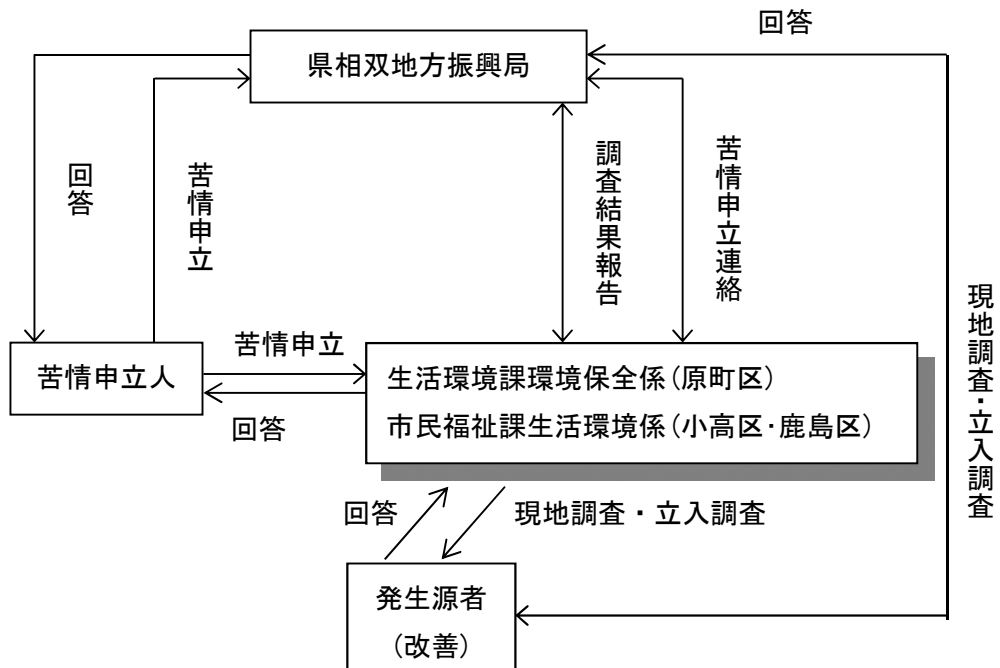 回答
県相双地方振興局
回答
苦情申立
調査結果報告
苦情申立連絡
現地調査・立入調査
苦情申立人
苦情申立
回答
生活環境課環境保全係(原町区)
市民福祉課生活環境係(小高区・鹿島区)
回答
現地調査・立入調査
発生源者
(改善)